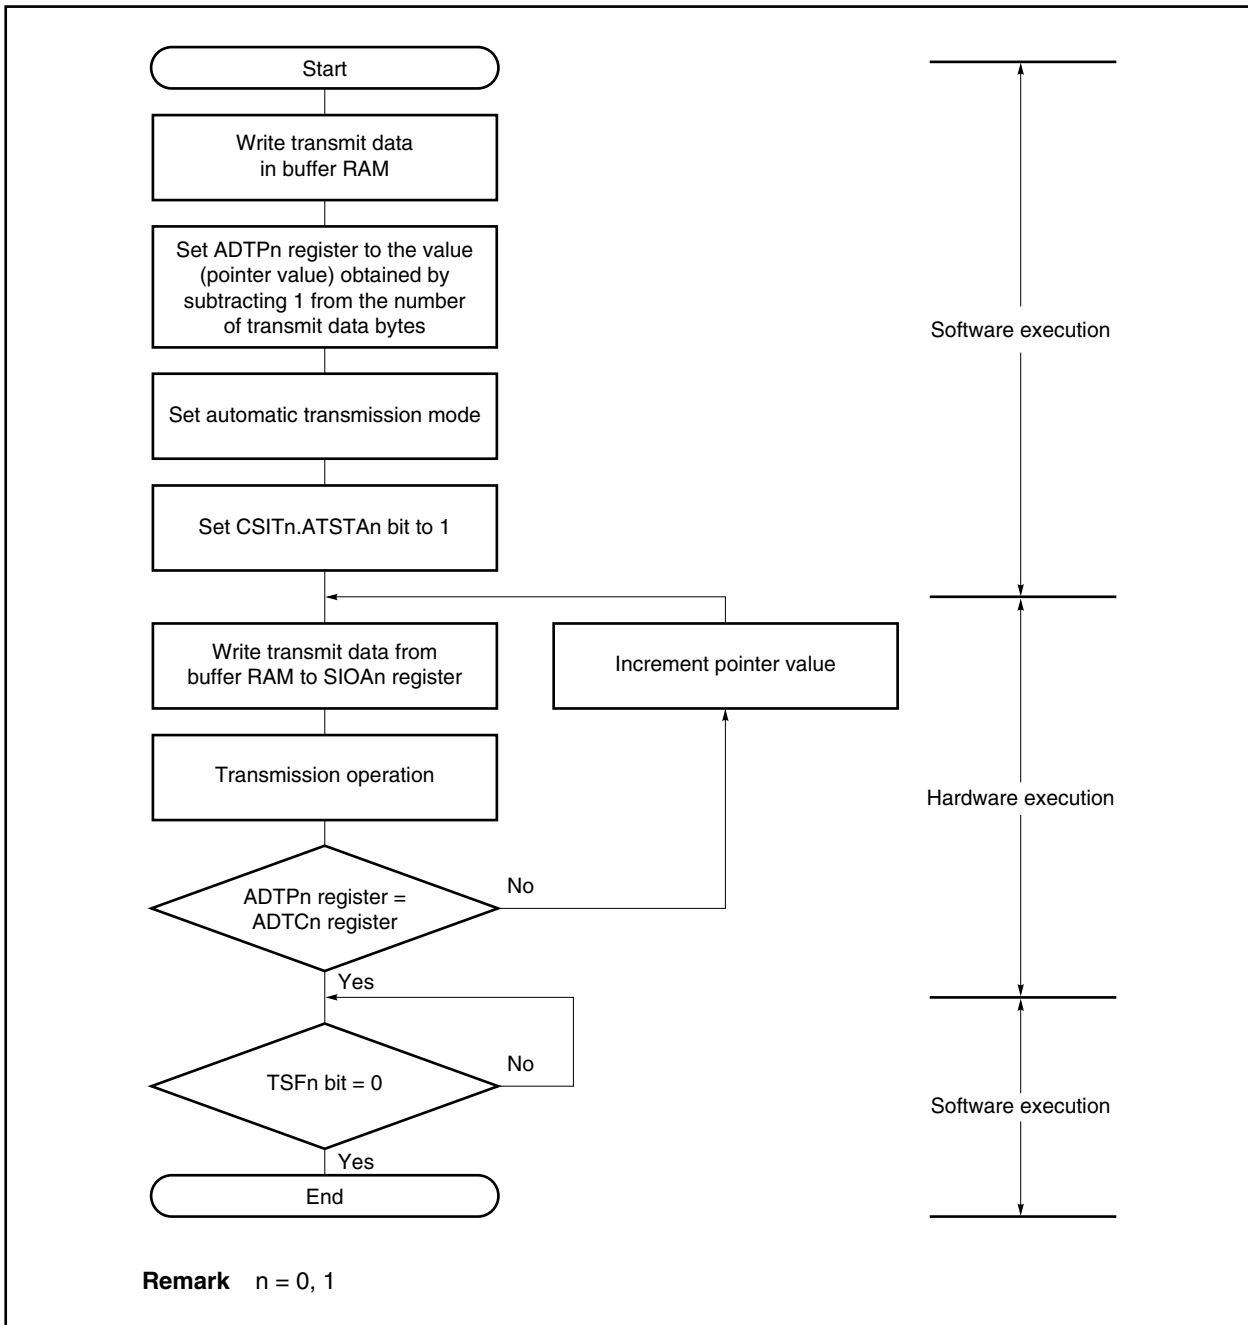 Start
Write transmit data
in buffer RAM
Set ADTPn register to the value
(pointer value) obtained by
subtracting 1 from the number
of transmit data bytes
Software execution
Set automatic transmission mode
Set CSITn.ATSTAn bit to 1
Write transmit data from
buffer RAM to SIOAn register
Increment pointer value
Transmission operation
Hardware execution
ADTPn register =
ADTCn register
No
Yes
TSFn bit = 0
No
Software execution
Yes
End
Remark n = 0, 1